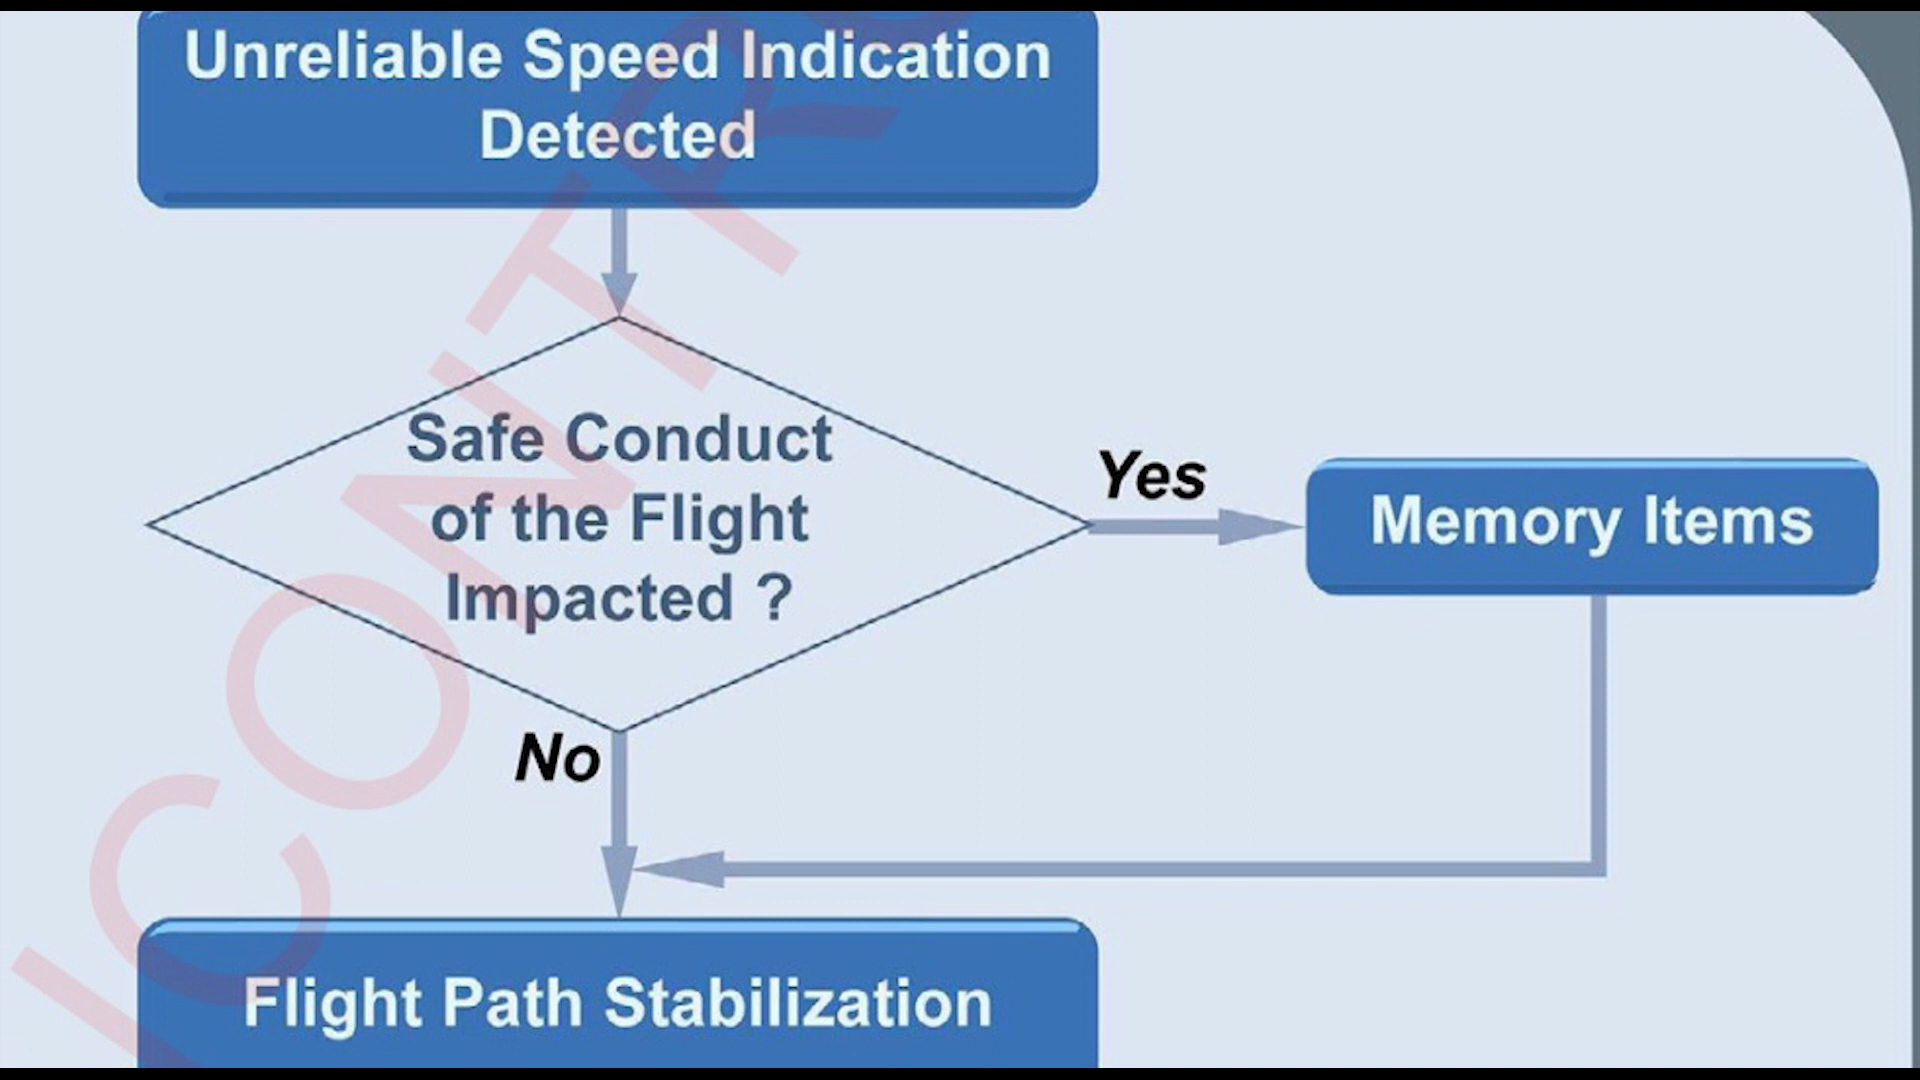 Unreliable Speed Indication
Detected
Safe Conduct
of the Flight
Impacted ?
Yes
Memory Items
No
Flight Path Stabilization